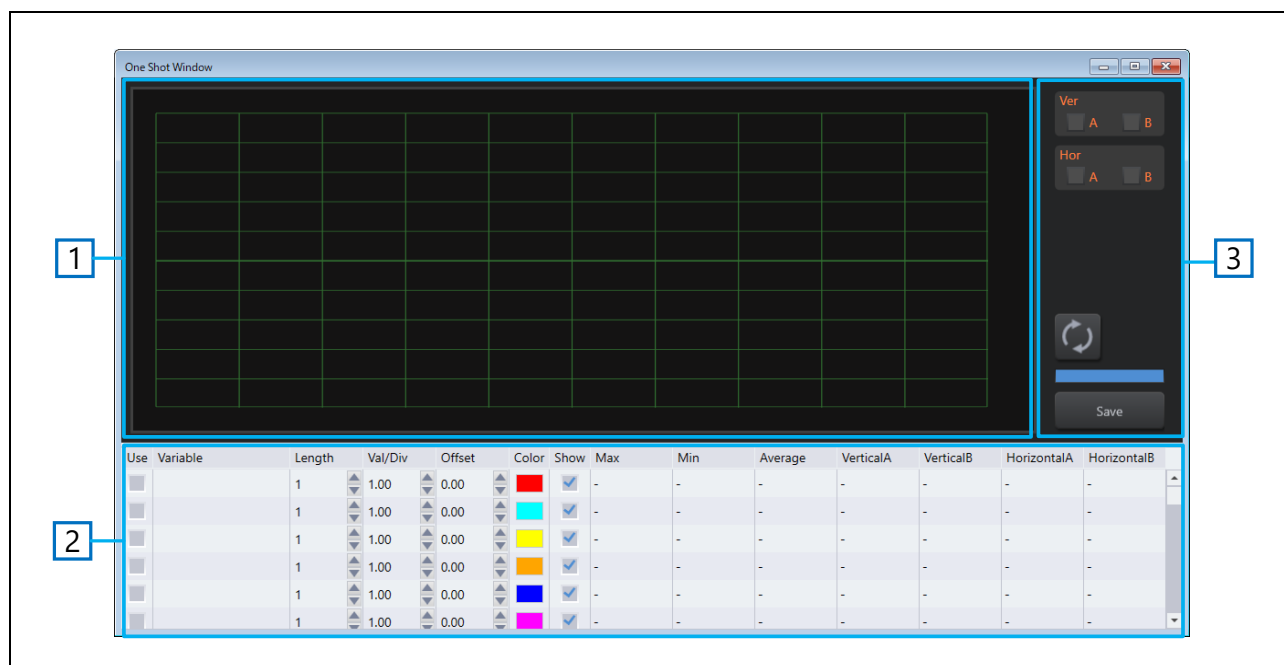 One Shot Window
Ver
A B
Hor
A B
1
3
Save
Use Variable Length Val/Div Offset Color Show Max Min Average VerticalA VerticalB HorizontalA HorizontalB
1 1.00 0.00 - - - - - - -
1 1.00 0.00 - - - - - - -
2
1 1.00 0.00 - - - - - - -
1 1.00 0.00 - - - - - - -
1 1.00 0.00 - - - - - - -
1 1.00 0.00 - - - - - - -